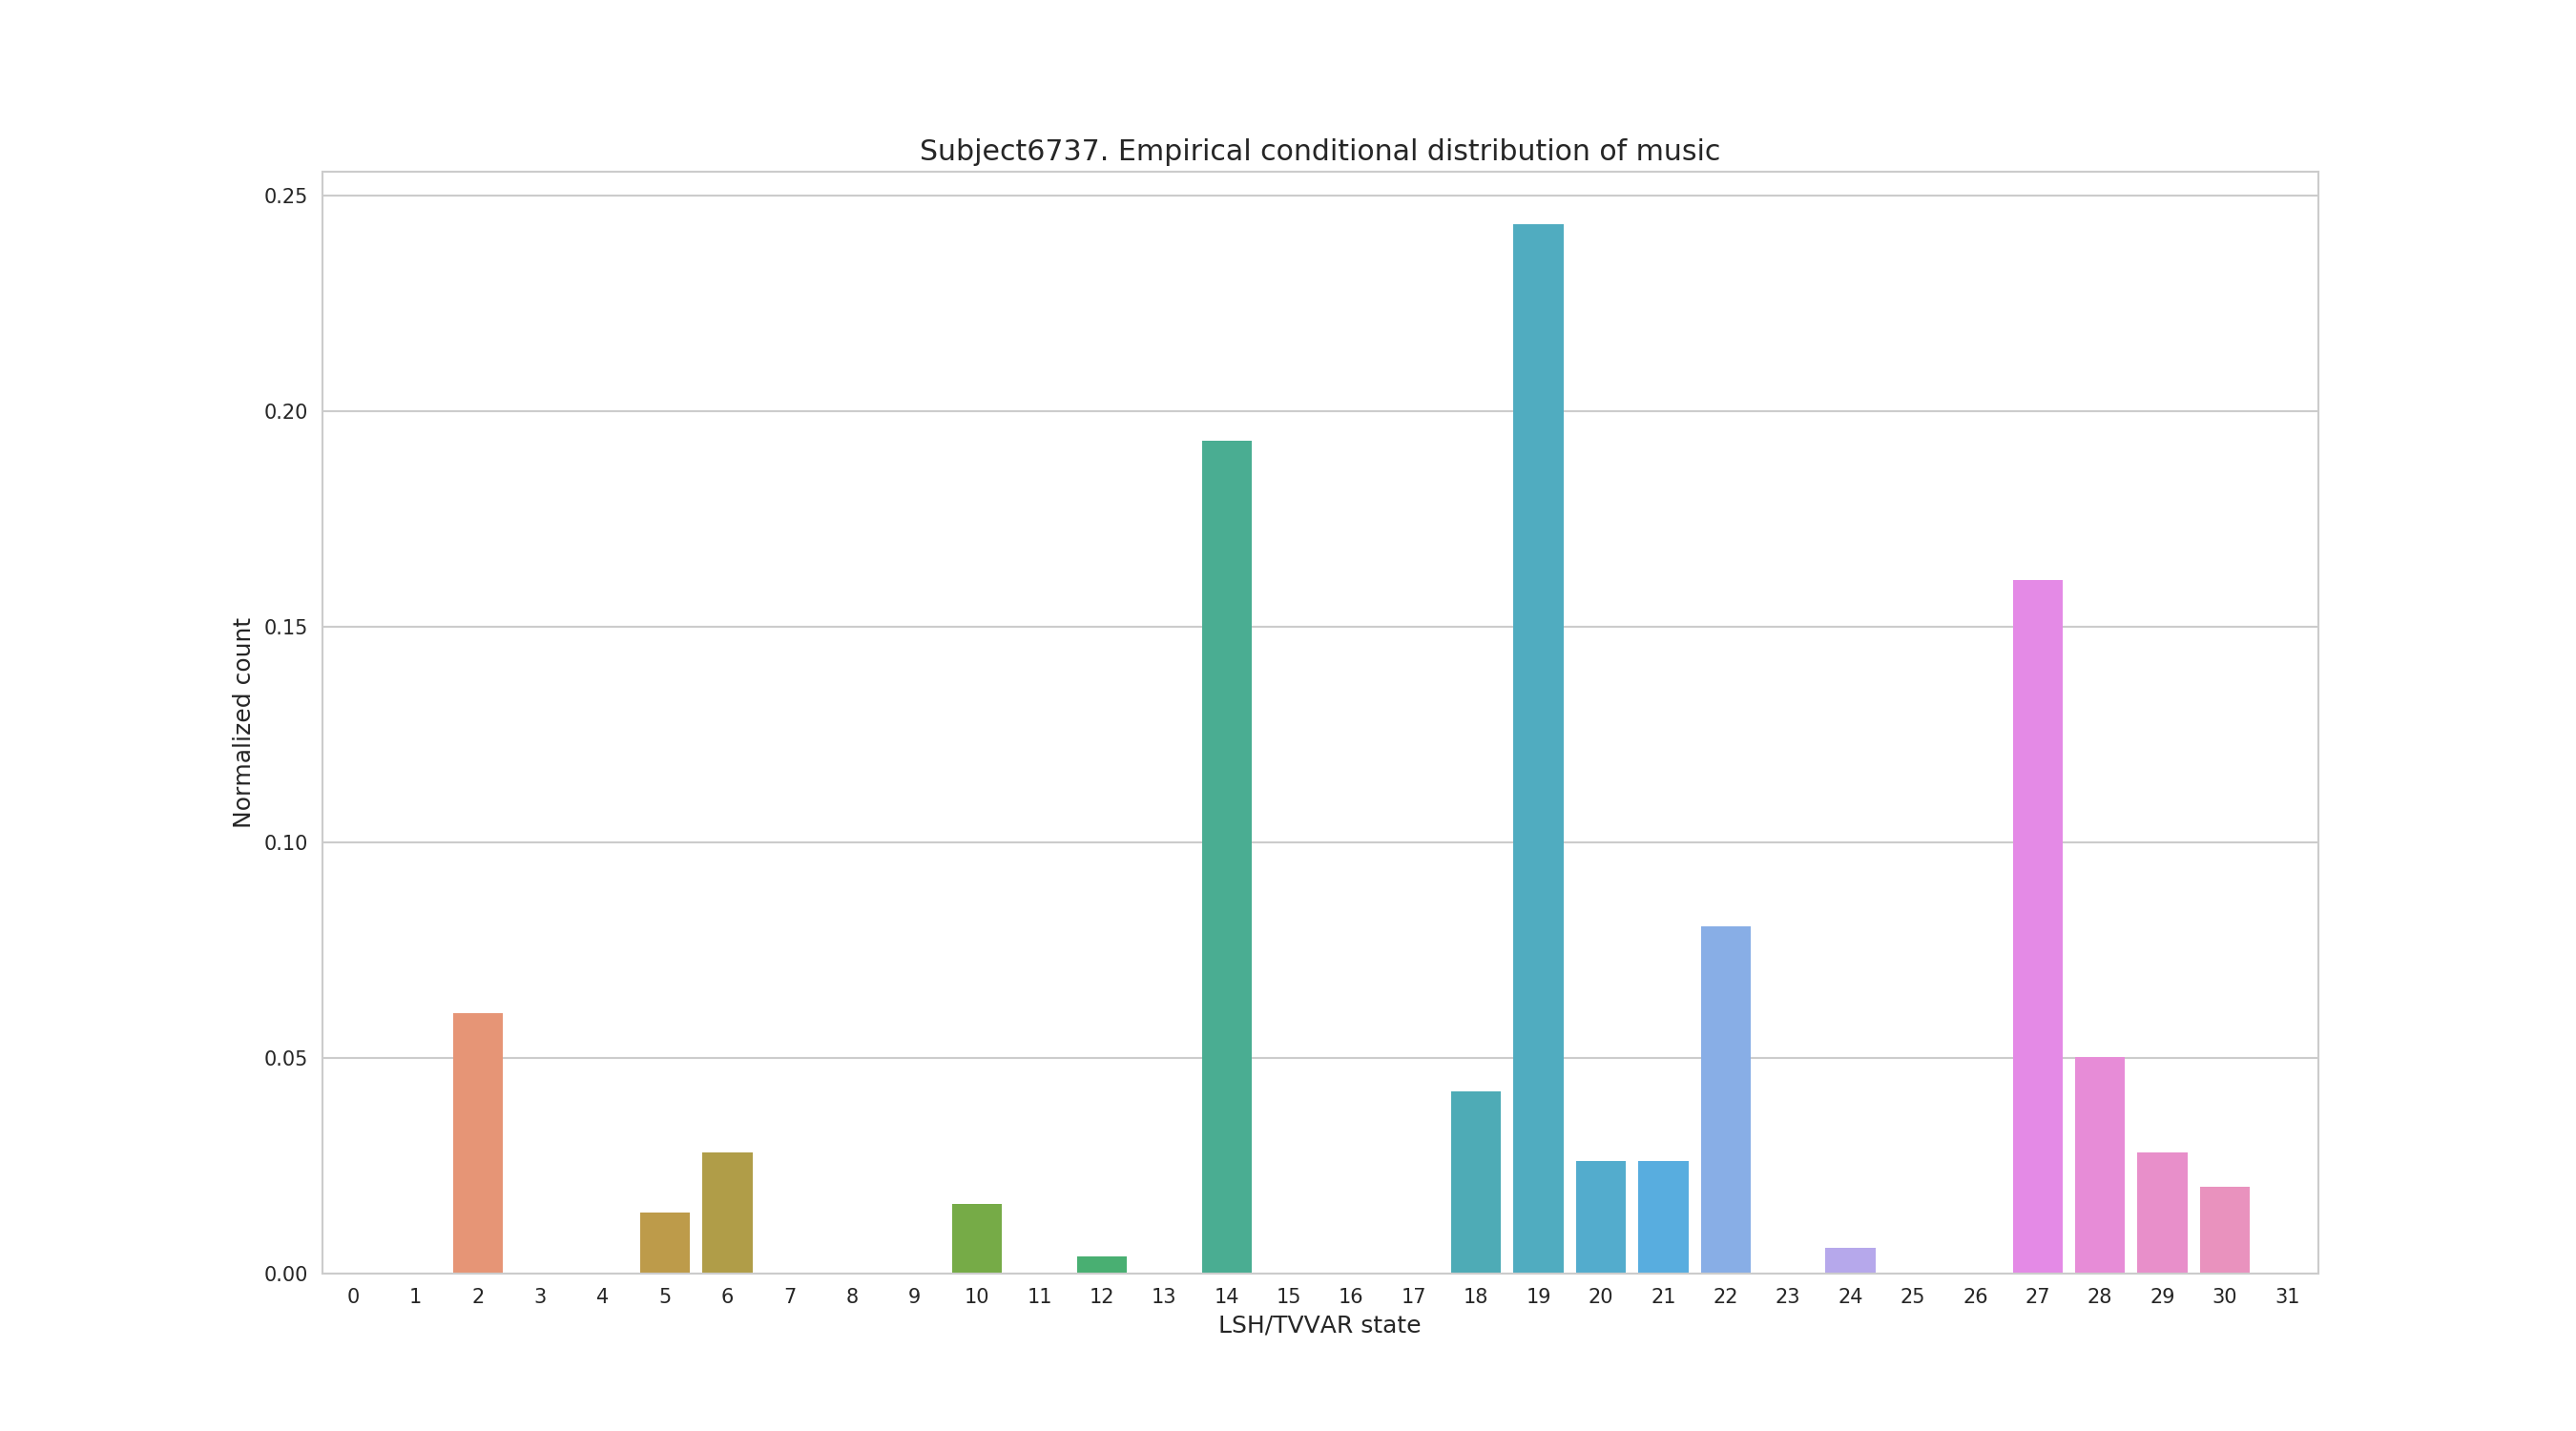 Subject6737. Empirical conditional distribution of music
0.25
0.20
0.15
0.10
0.05
0.00
Normalized count
0 1 2 3 4 5 6 7 8 9 10 11 12 13 14 15 16 17 18 19 20 21 22 23 24 25 26 27 28 29 30 31
LSH/TVVAR state